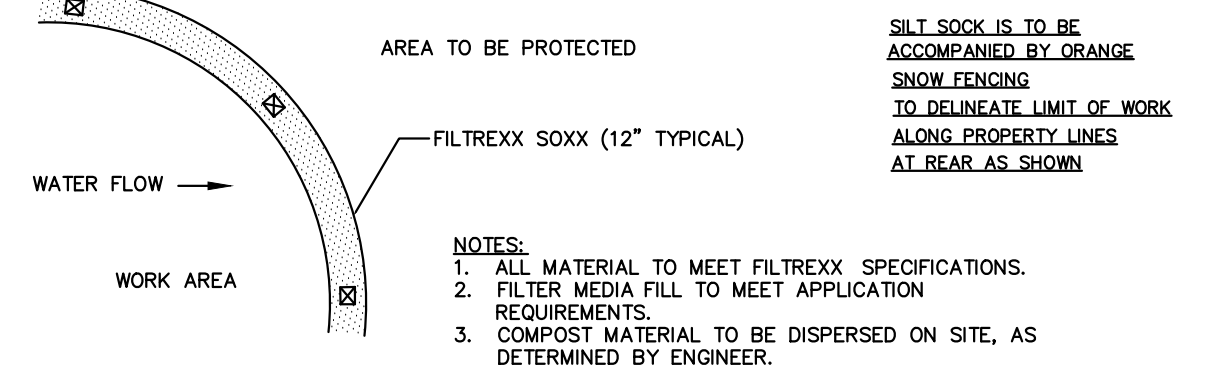 SILT SOCK IS TO BE
ACCOMPANIED BY ORANGE
SNOW FENCING
TO DELINEATE LIMIT OF WORK
ALONG PROPERTY LINES
AT REAR AS SHOWN
AREA TO BE PROTECTED
FILTREXX SOXX (12" TYPICAL)
WATER FLOW
WORK AREA
NOTES:
1. ALL MATERIAL TO MEET FILTREXX SPECIFICATIONS.
2. FILTER MEDIA FILL TO MEET APPLICATION
REQUIREMENTS.
3. COMPOST MATERIAL TO BE DISPERSED ON SITE, AS
DETERMINED BY ENGINEER.